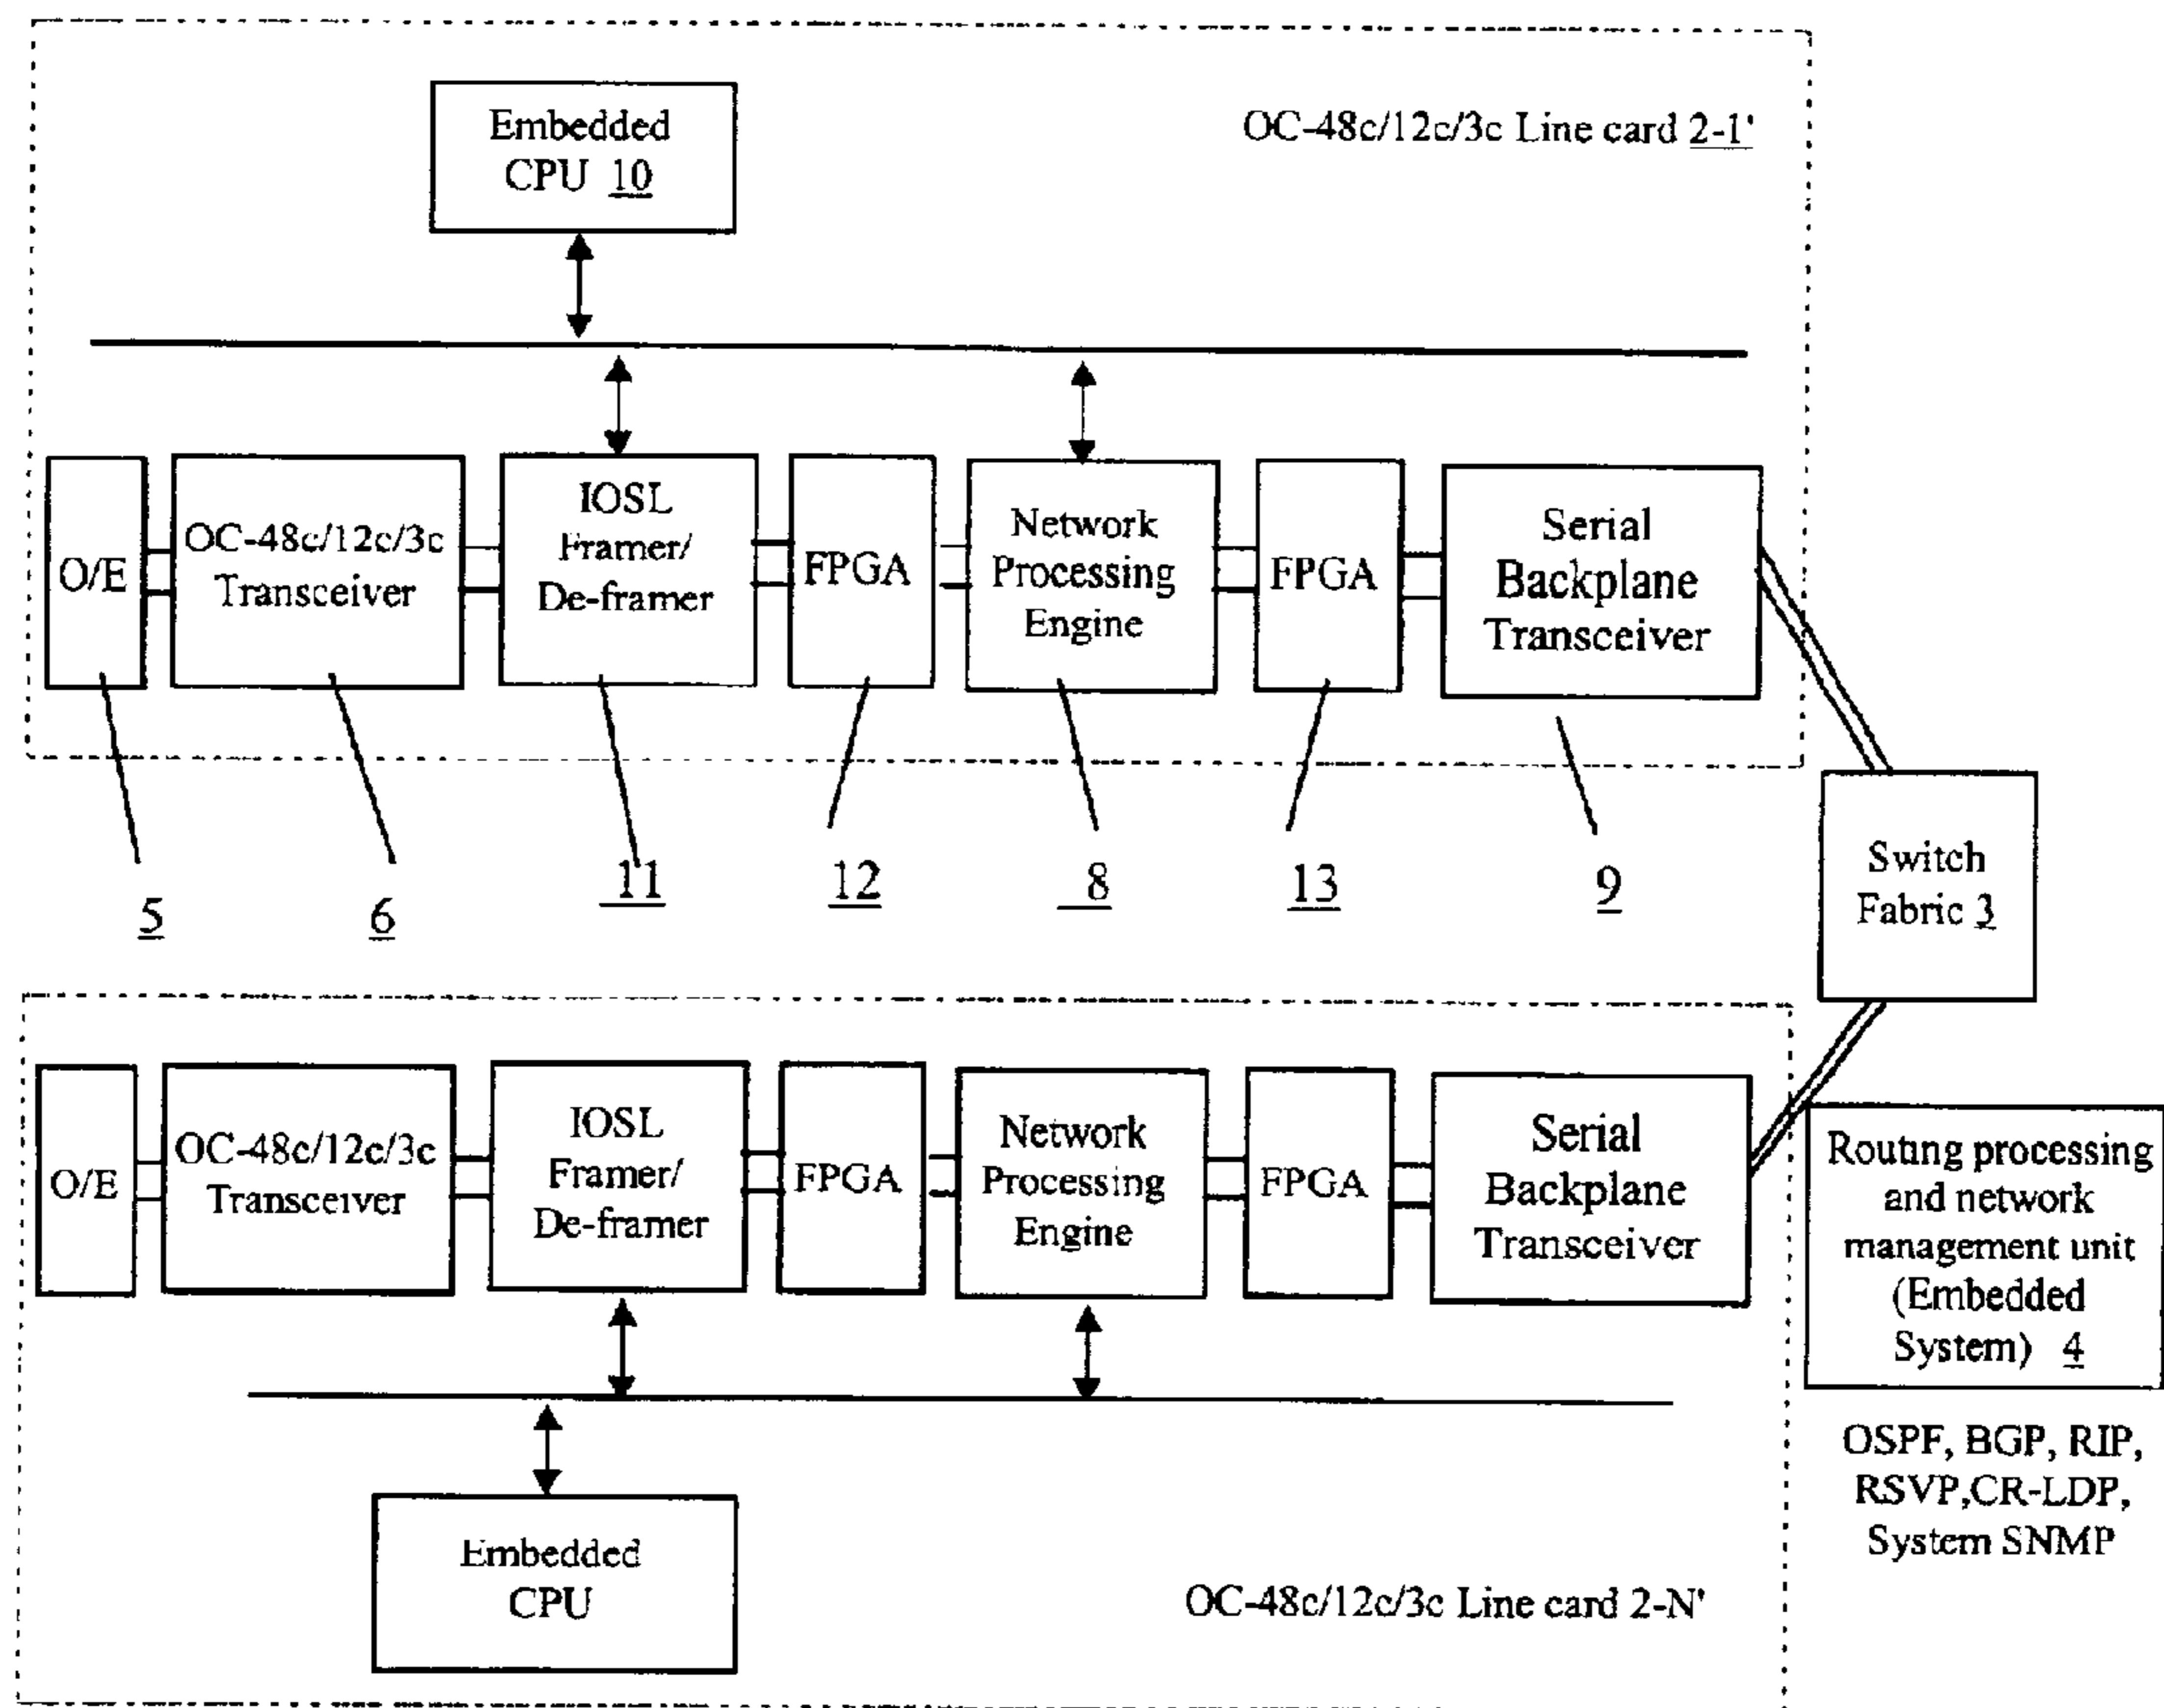 Embedded
CPU 10
OC-48c/12c/3c Line card 2-1'
O/E
OC-48c/12c/3c
Transceiver
IOSL
Framer/
De-framer
FPGA
Network
Processing
Engine
FPGA
Serial
Backplane
Transceiver
5
6
11
12
8
13
9
Switch
Fabric 3
O/E
OC-48c/12c/3c
Transceiver
IOSL
Framer/
De-framer
FPGA
Network
Processing
Engine
FPGA
Serial
Backplane
Transceiver
Routing processing
and network
management unit
(Embedded
System) 4
OSPF, BGP, RIP,
RSVP,CR-LDP,
System SNMP
Embedded
CPU
OC-48c/12c/3c Line card 2-N'